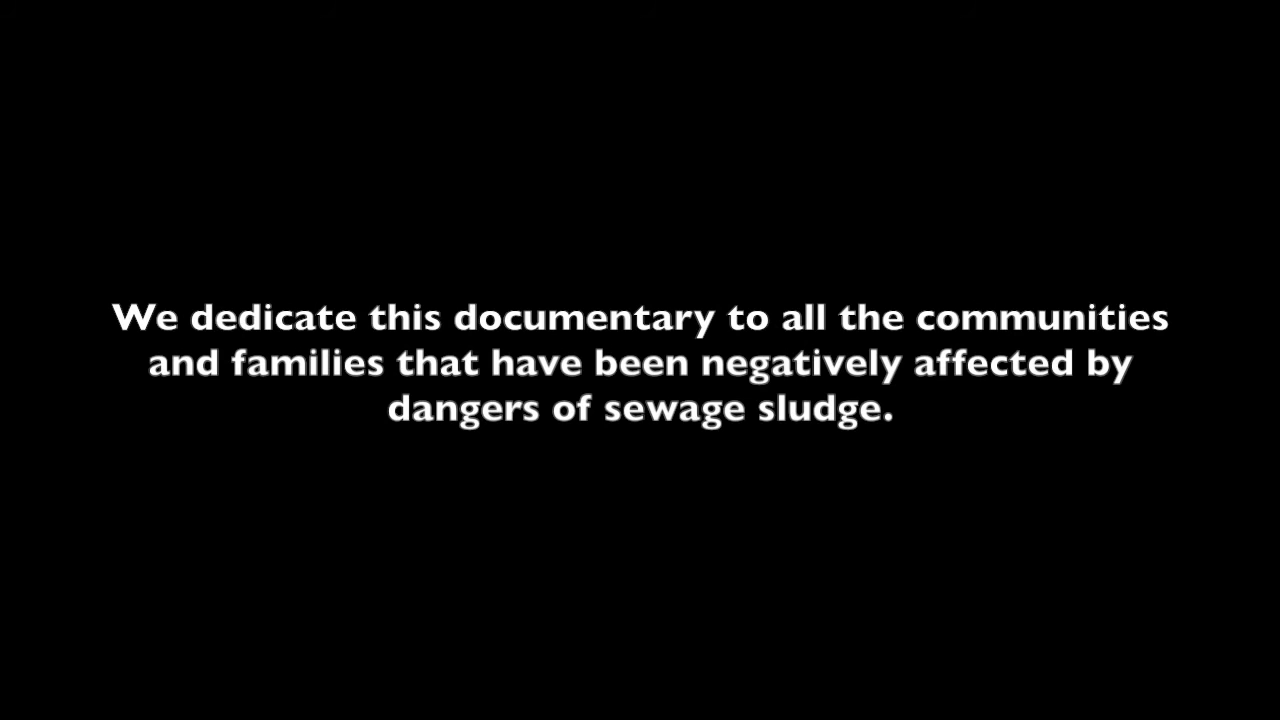 We dedicate this documentary to all the communities
and families that have been negatively affected by
dangers of sewage sludge.